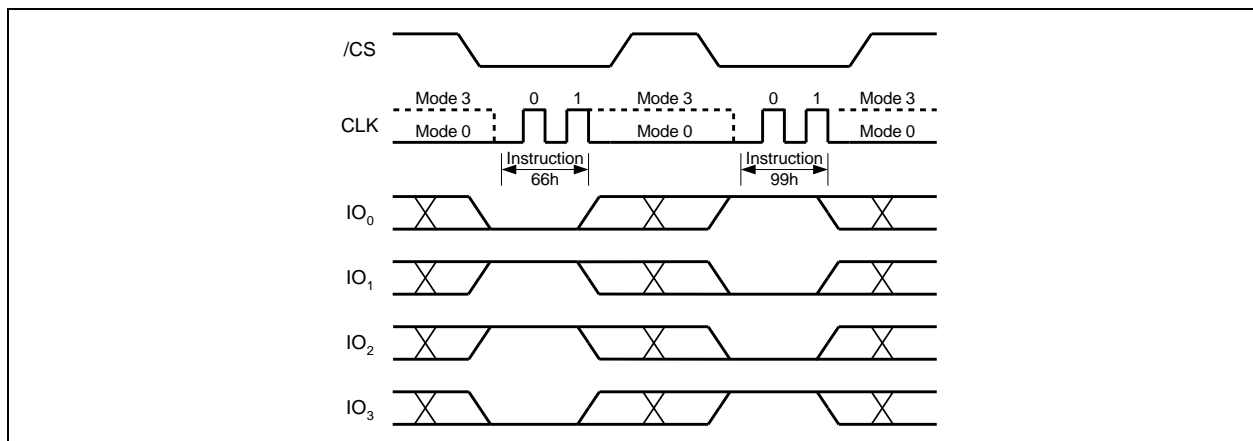 /CS
0 1 0 1
Mode 3 Mode 3 Mode 3
CLK
Mode 0 Mode 0 Mode 0
Instruction Instruction
66h 99h
IO₀
IO₁
IO₂
IO₃